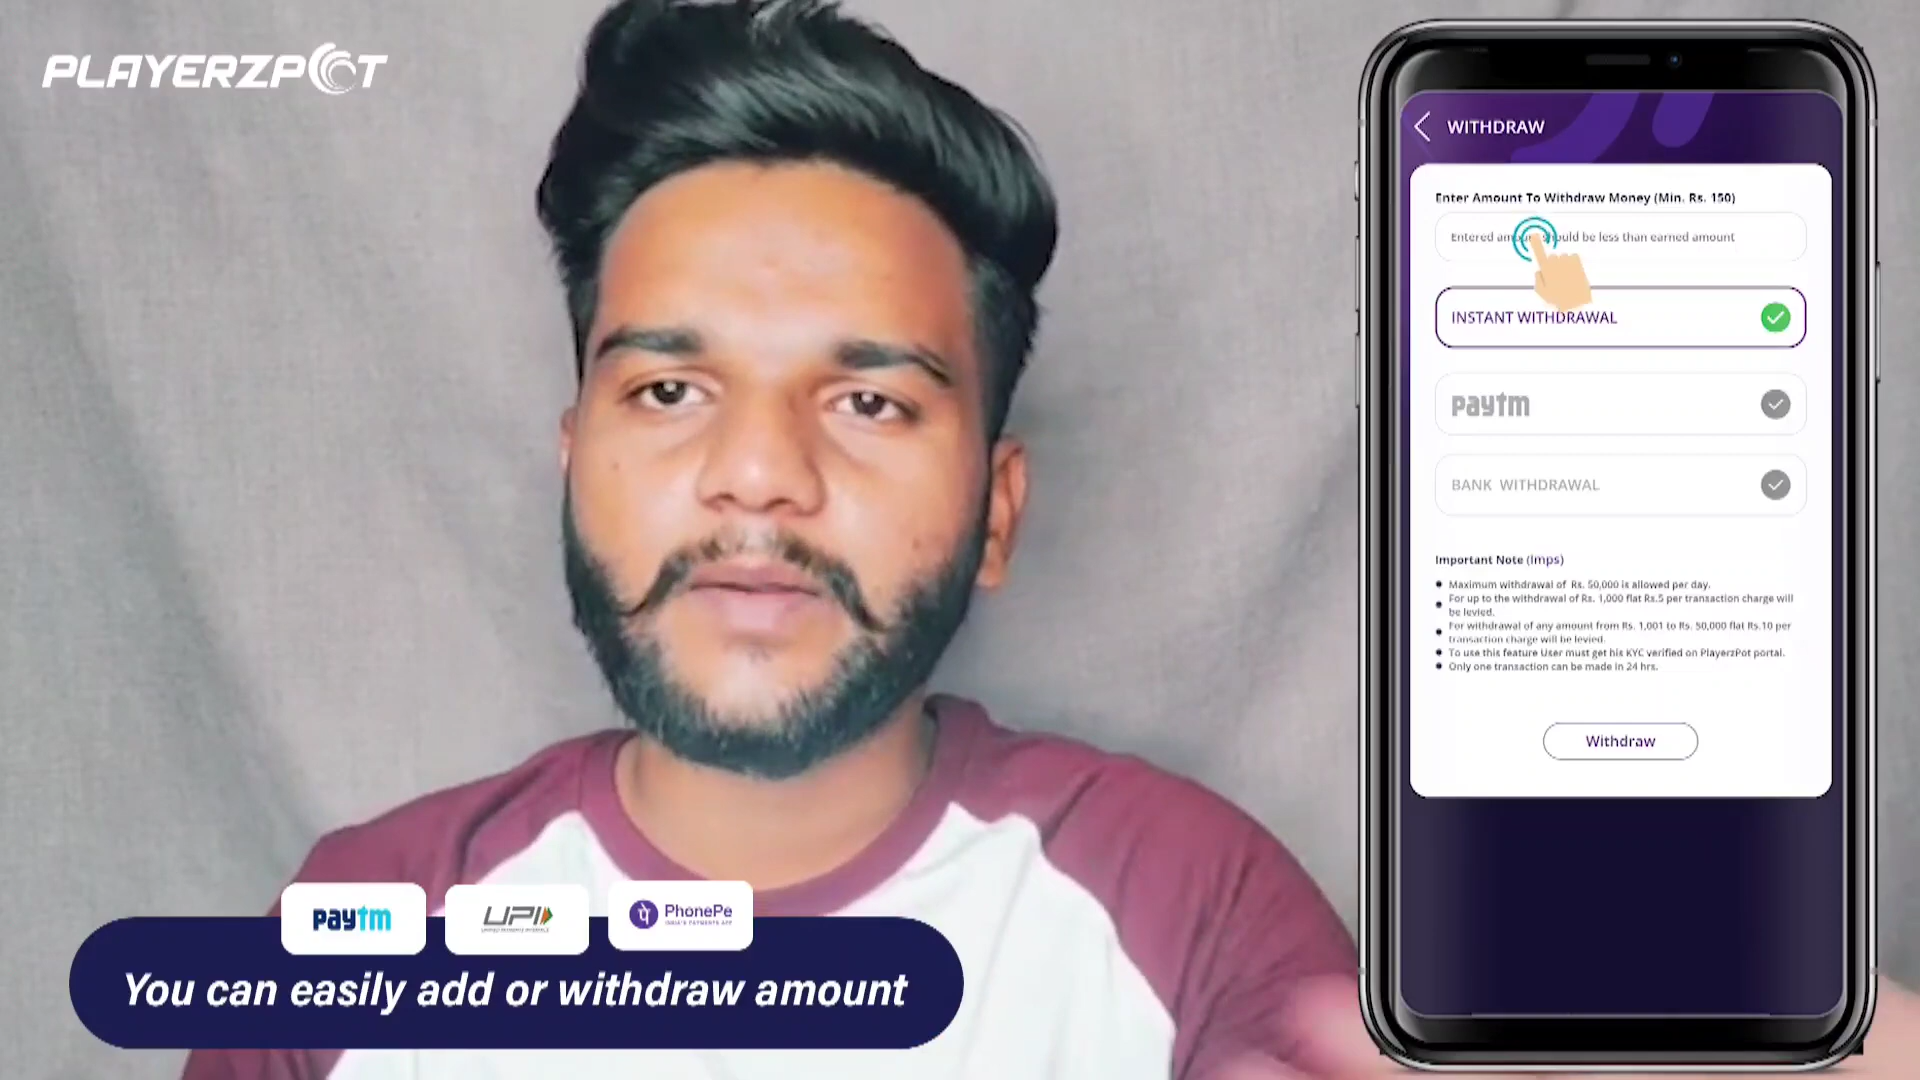 PLAYERZPOT
WITHDRAW
Enter Amount To Withdraw Money (Min. Rs. 150)
Entered amount should be less than earned amount
INSTANT WITHDRAWAL
paytm
BANK WITHDRAWAL
Important Note (Imps)
Maximum withdrawal of Rs. 50,000 is allowed per day.
For up to the withdrawal of Rs. 1,000 flat Rs.5 per transaction charge will
be levied.
For withdrawal of any amount from Rs. 1,001 to Rs. 50,000 flat Rs.10 per
transaction charge will be levied.
To use this feature User must get his KYC verified on PlayerzPot portal.
Only one transaction can be made in 24 hrs.
Withdraw
paytm
UPI
पे PhonePe
INDIA'S PAYMENTS APP
You can easily add or withdraw amount